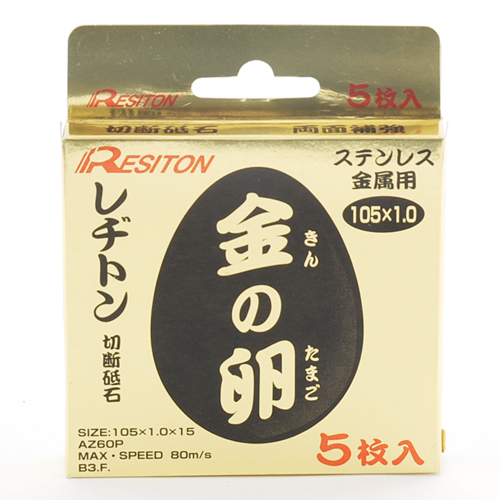 RESITON
5枚入
切断砥石
両面補強
RESITON
ステンレス
金属用
105×1.0
レヂトン
切断砥石
金の卵
きん
たまご
SIZE:105×1.0×15
AZ60P
MAX・SPEED 80m/s
B3.F.
5枚入